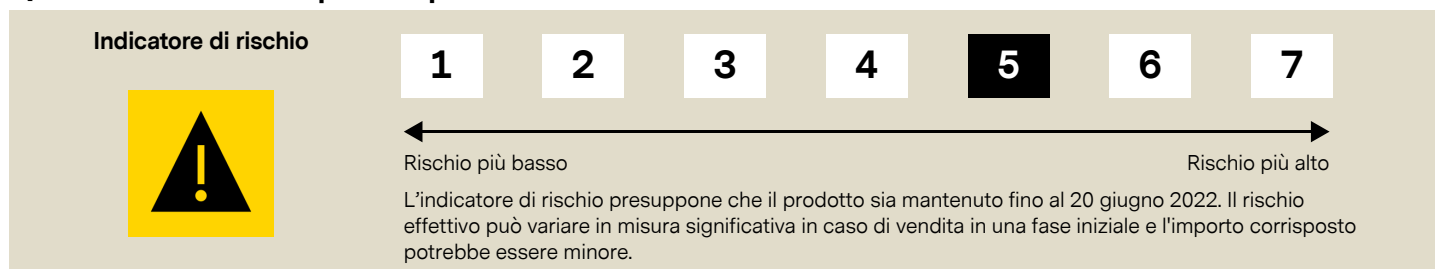 Indicatore di rischio
1 2 3 4 5 6 7
Rischio più basso Rischio più alto
L'indicatore di rischio presuppone che il prodotto sia mantenuto fino al 20 giugno 2022. Il rischio
effettivo può variare in misura significativa in caso di vendita in una fase iniziale e l'importo corrisposto
potrebbe essere minore.